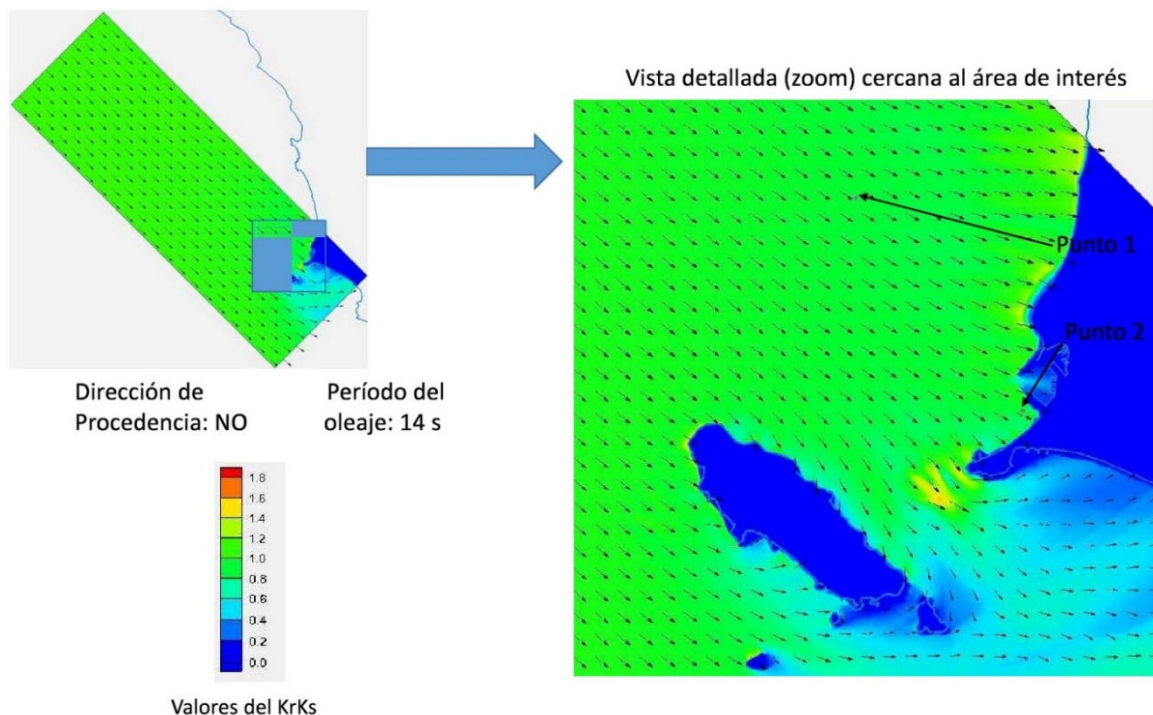 Vista detallada (zoom) cercana al área de interés
Punto 1
Punto 2
Dirección de
Procedencia: NO
Período del
oleaje: 14 s
1.8
1.6
1.4
1.2
1.0
0.8
0.6
0.4
0.2
0.0
Valores del KrKs